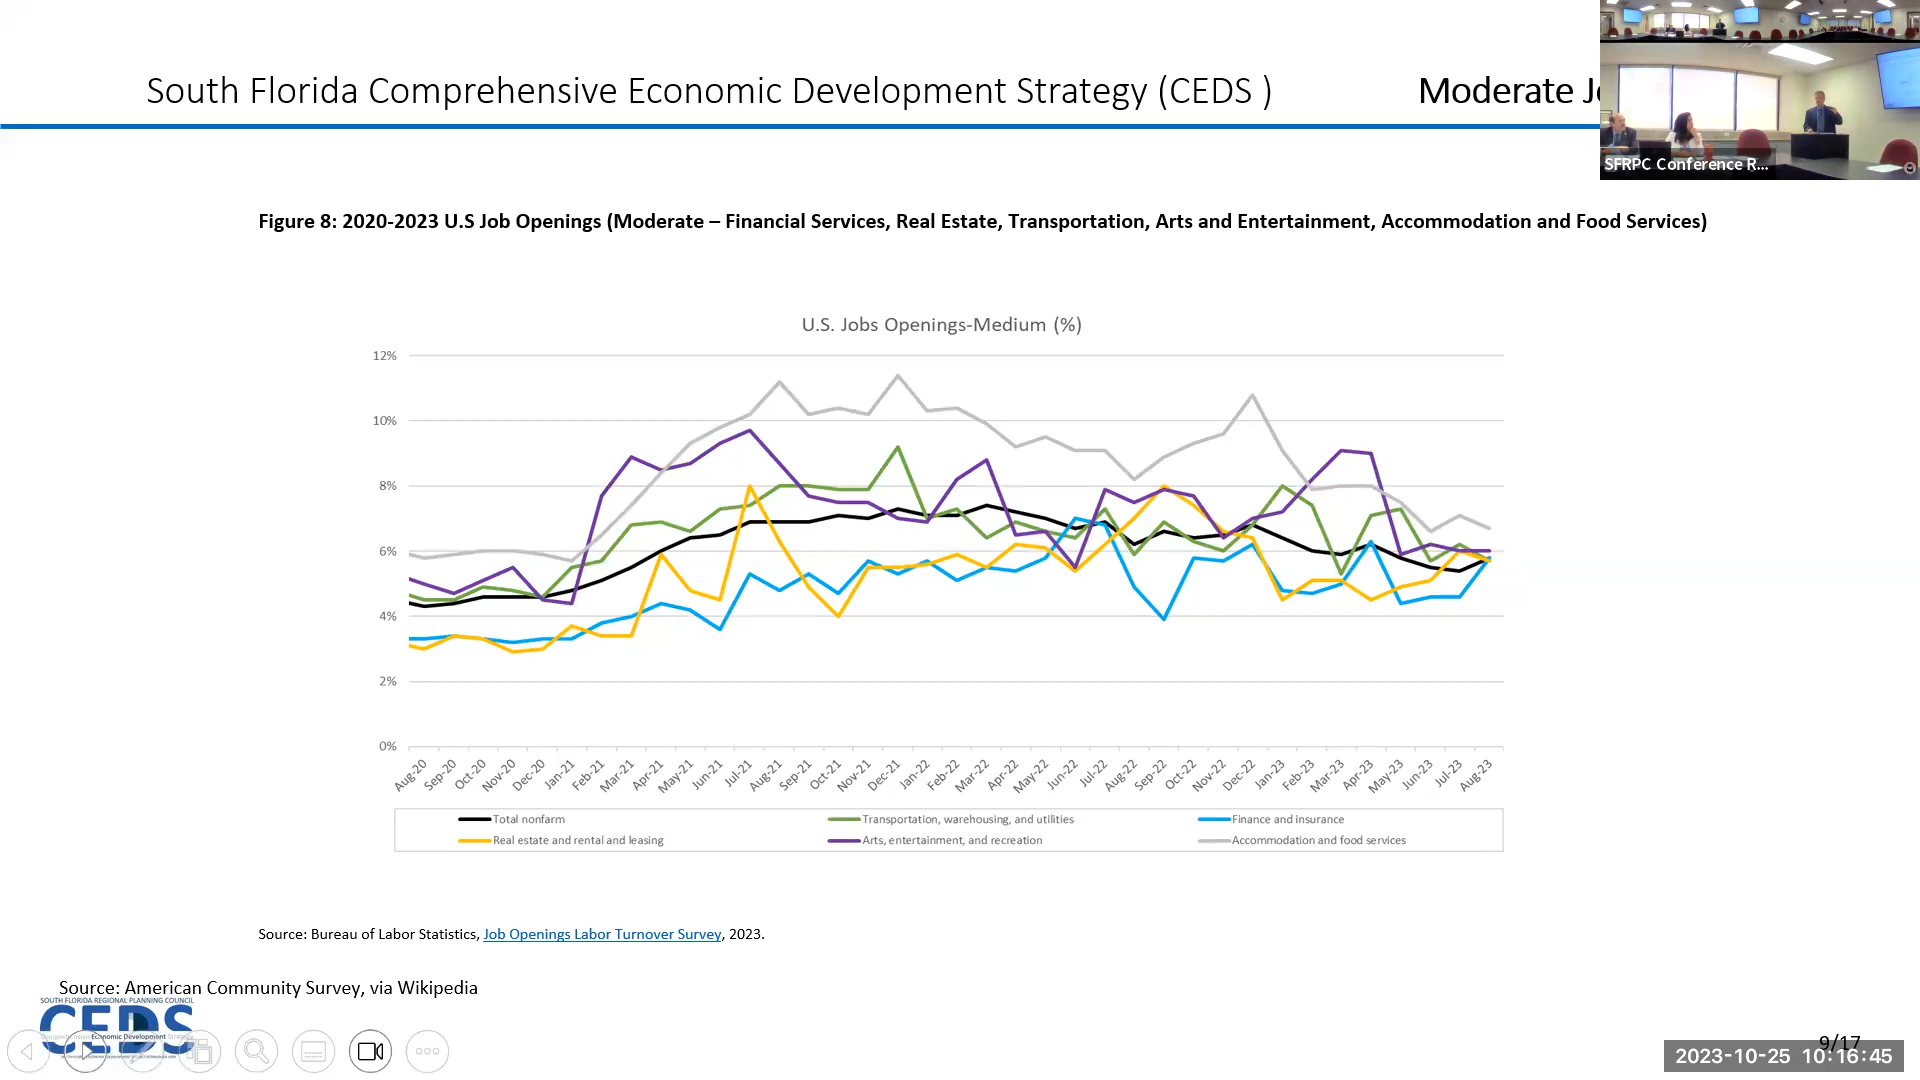 South Florida Comprehensive Economic Development Strategy (CEDS )
Moderate
SFRPC Conference R...
Figure 8: 2020-2023 U.S Job Openings (Moderate – Financial Services, Real Estate, Transportation, Arts and Entertainment, Accommodation and Food Services)
U.S. Jobs Openings-Medium (%)
12%
10%
8%
6%
4%
2%
0%
Aug-20 Sep-20 Oct-20 Nov-20 Dec-20 Jan-21 Feb-21 Mar-21 Apr-21 May-21 Jun-21 Jul-21 Aug-21 Sep-21 Oct-21 Nov-21 Dec-21 Jan-22 Feb-22 Mar-22 Apr-22 May-22 Jun-22 Jul-22 Aug-22 Sep-22 Oct-22 Nov-22 Dec-22 Jan-23 Feb-23 Mar-23 Apr-23 May-23 Jun-23 Jul-23 Aug-23
Total nonfarm Transportation, warehousing, and utilities Finance and insurance
Real estate and rental and leasing Arts, entertainment, and recreation Accommodation and food services
Source: Bureau of Labor Statistics, Job Openings Labor Turnover Survey, 2023.
Source: American Community Survey, via Wikipedia
SOUTH FLORIDA REGIONAL PLANNING COUNCIL
CEDS
Comprehensive Economic Development Strategy
9/17
2023-10-25 10:16:45